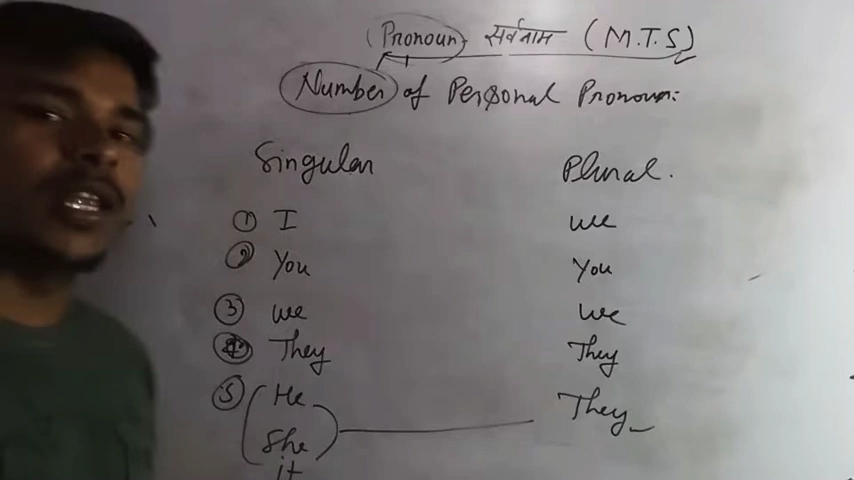 (Pronoun) सर्वनाम (M.T.S)
Number of Personal Pronoun:
Singular Plural.
① I we
② You You
③ we we
④ They They
⑤ He They
She
it